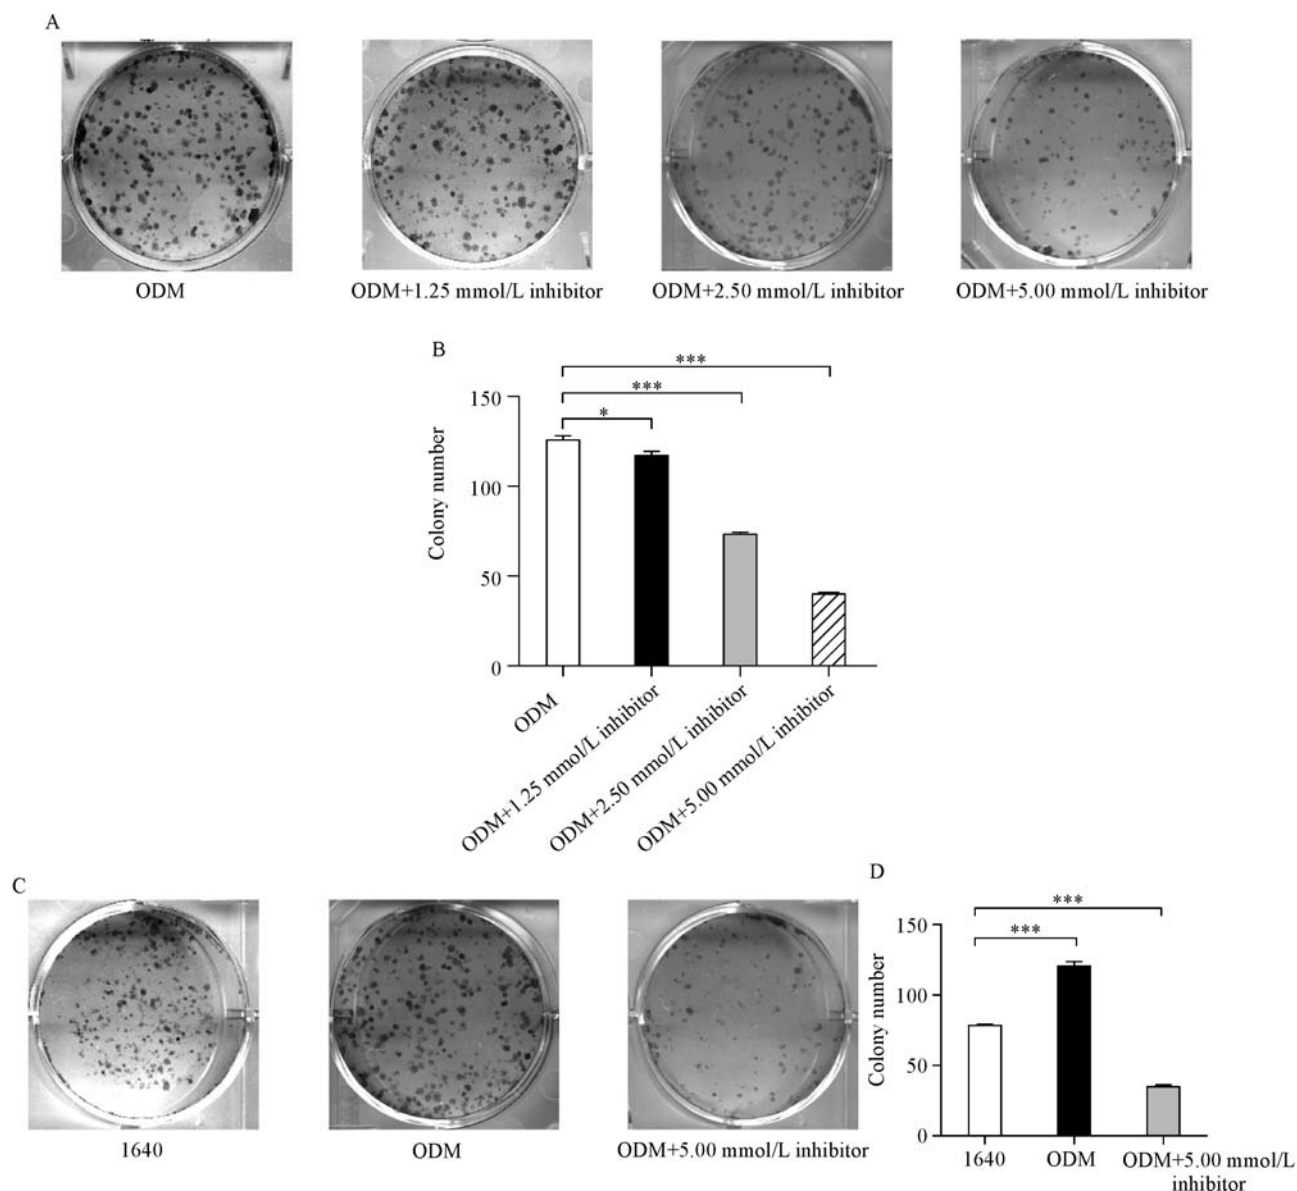 A
ODM
ODM+1.25 mmol/L inhibitor
ODM+2.50 mmol/L inhibitor
ODM+5.00 mmol/L inhibitor
B
***
***
*
150
100
50
0
Colony number
ODM
ODM+1.25 mmol/L inhibitor
ODM+2.50 mmol/L inhibitor
ODM+5.00 mmol/L inhibitor
C
1640
ODM
ODM+5.00 mmol/L inhibitor
D
***
***
150
100
50
0
Colony number
1640
ODM
ODM+5.00 mmol/L
inhibitor